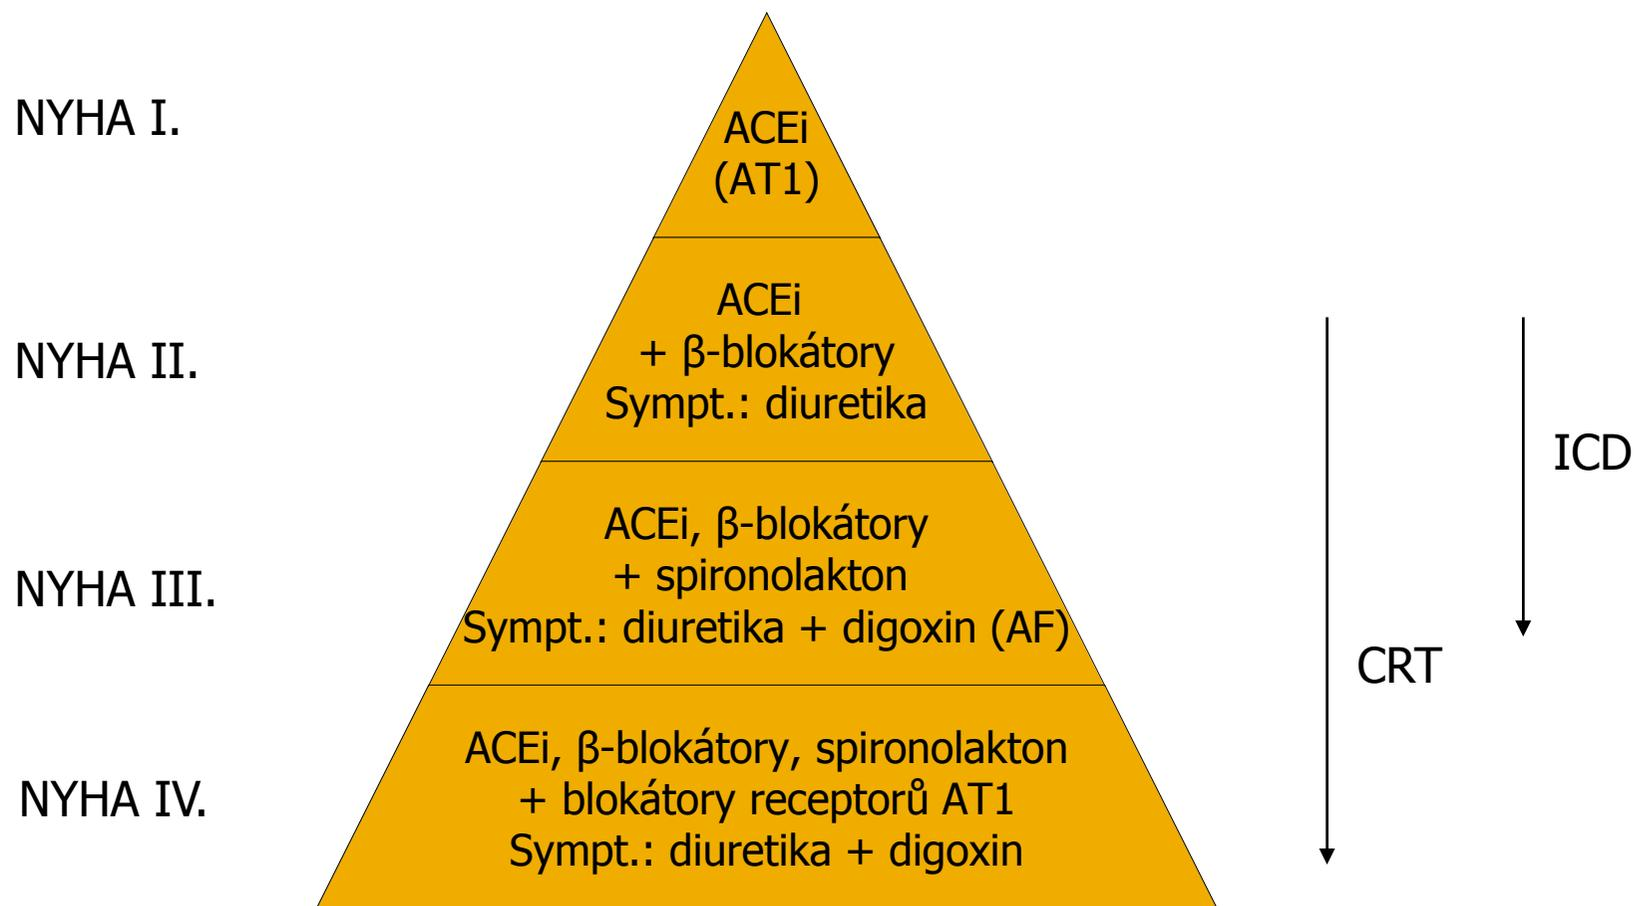 NYHA I.
ACEi
(AT1)
NYHA II.
ACEi
+ β-blokátory
Sympt.: diuretika
NYHA III.
ACEi, β-blokátory
+ spironolakton
Sympt.: diuretika + digoxin (AF)
NYHA IV.
ACEi, β-blokátory, spironolakton
+ blokátory receptorů AT1
Sympt.: diuretika + digoxin
CRT
ICD